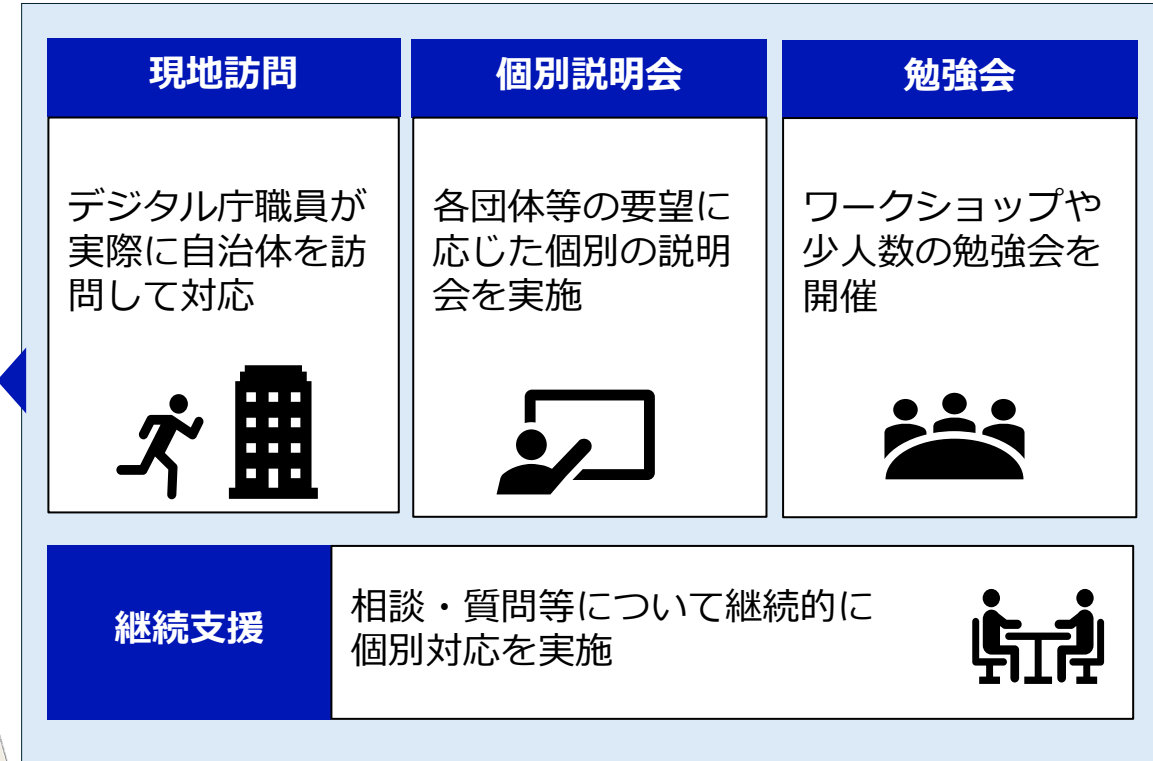 現地訪問
デジタル庁職員が
実際に自治体を訪
問して対応
個別説明会
各団体等の要望に
応じた個別の説明
会を実施
勉強会
ワークショップや
少人数の勉強会を
開催
継続支援
相談・質問等について継続的に
個別対応を実施